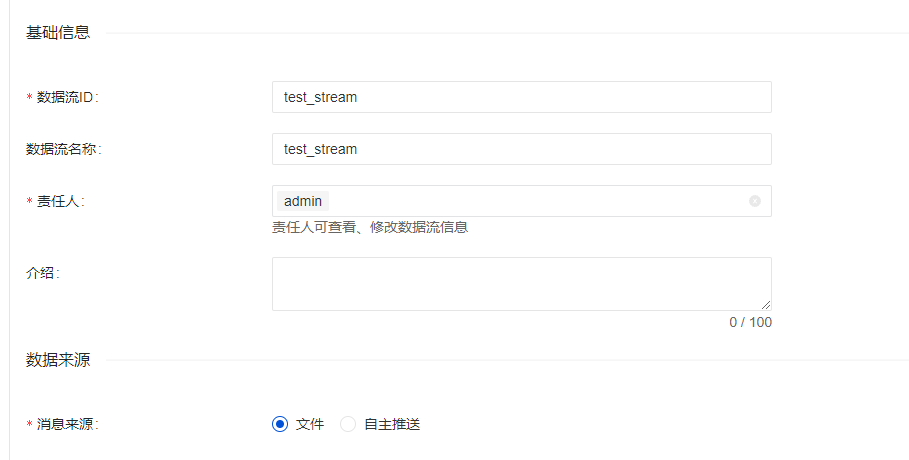 基础信息
* 数据流ID: test_stream
数据流名称: test_stream
* 责任人: admin
责任人可查看、修改数据流信息
介绍:
0 / 100
数据来源
* 消息来源: 文件 自主推送